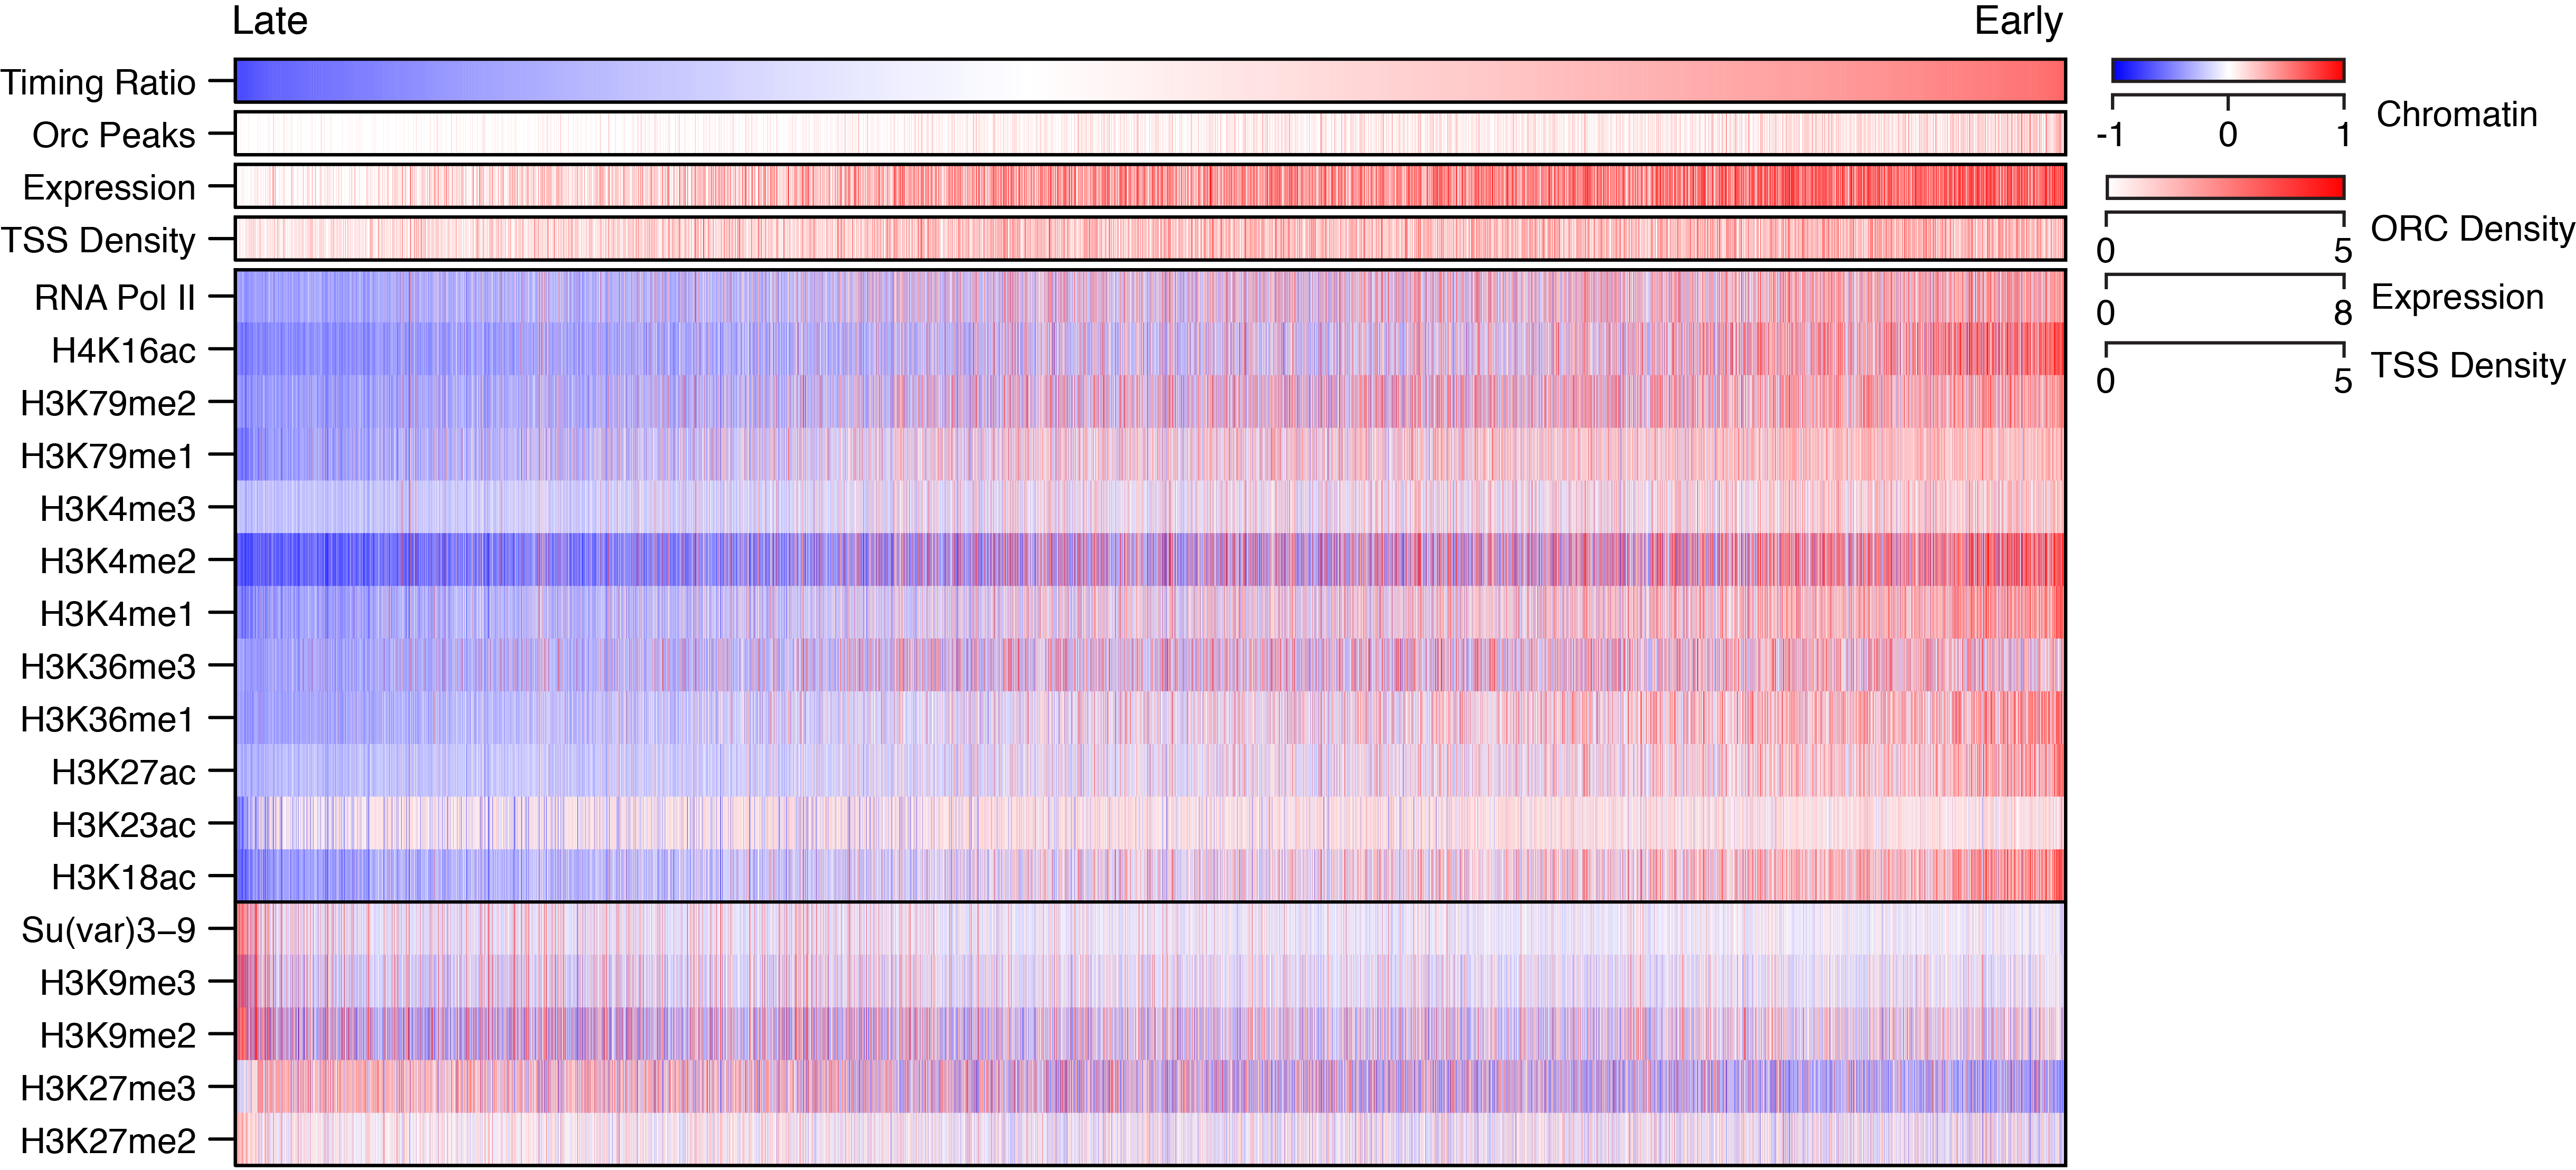 Late Early
Timing Ratio
Orc Peaks
Expression
TSS Density
RNA Pol II
H4K16ac
H3K79me2
H3K79me1
H3K4me3
H3K4me2
H3K4me1
H3K36me3
H3K36me1
H3K27ac
H3K23ac
H3K18ac
Su(var)3−9
H3K9me3
H3K9me2
H3K27me3
H3K27me2
Chromatin
-1 0 1
ORC Density
0 5
Expression
0 8
TSS Density
0 5